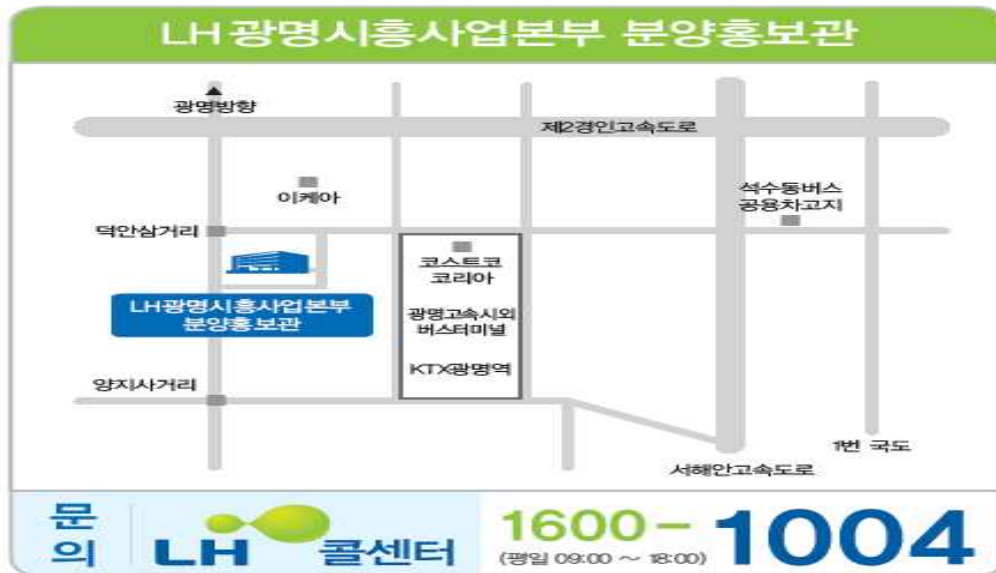 LH 광명시흥사업본부 분양홍보관
광명방향
제2경인고속도로
이케아
석수동버스
공용차고지
덕안삼거리
코스트코
코리아
LH광명시흥사업본부
분양홍보관
광명고속시외
버스터미널
KTX광명역
양지사거리
1번 국도
서해안고속도로
문의
LH 콜센터
1600-1004
(평일 09:00 ~ 18:00)